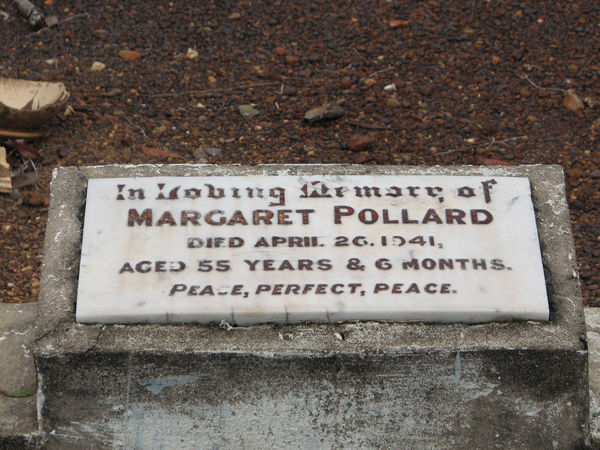 In Loving Memory of
MARGARET POLLARD
DIED APRIL 26. 1941,
AGED 55 YEARS & 6 MONTHS.
PEACE, PERFECT, PEACE.